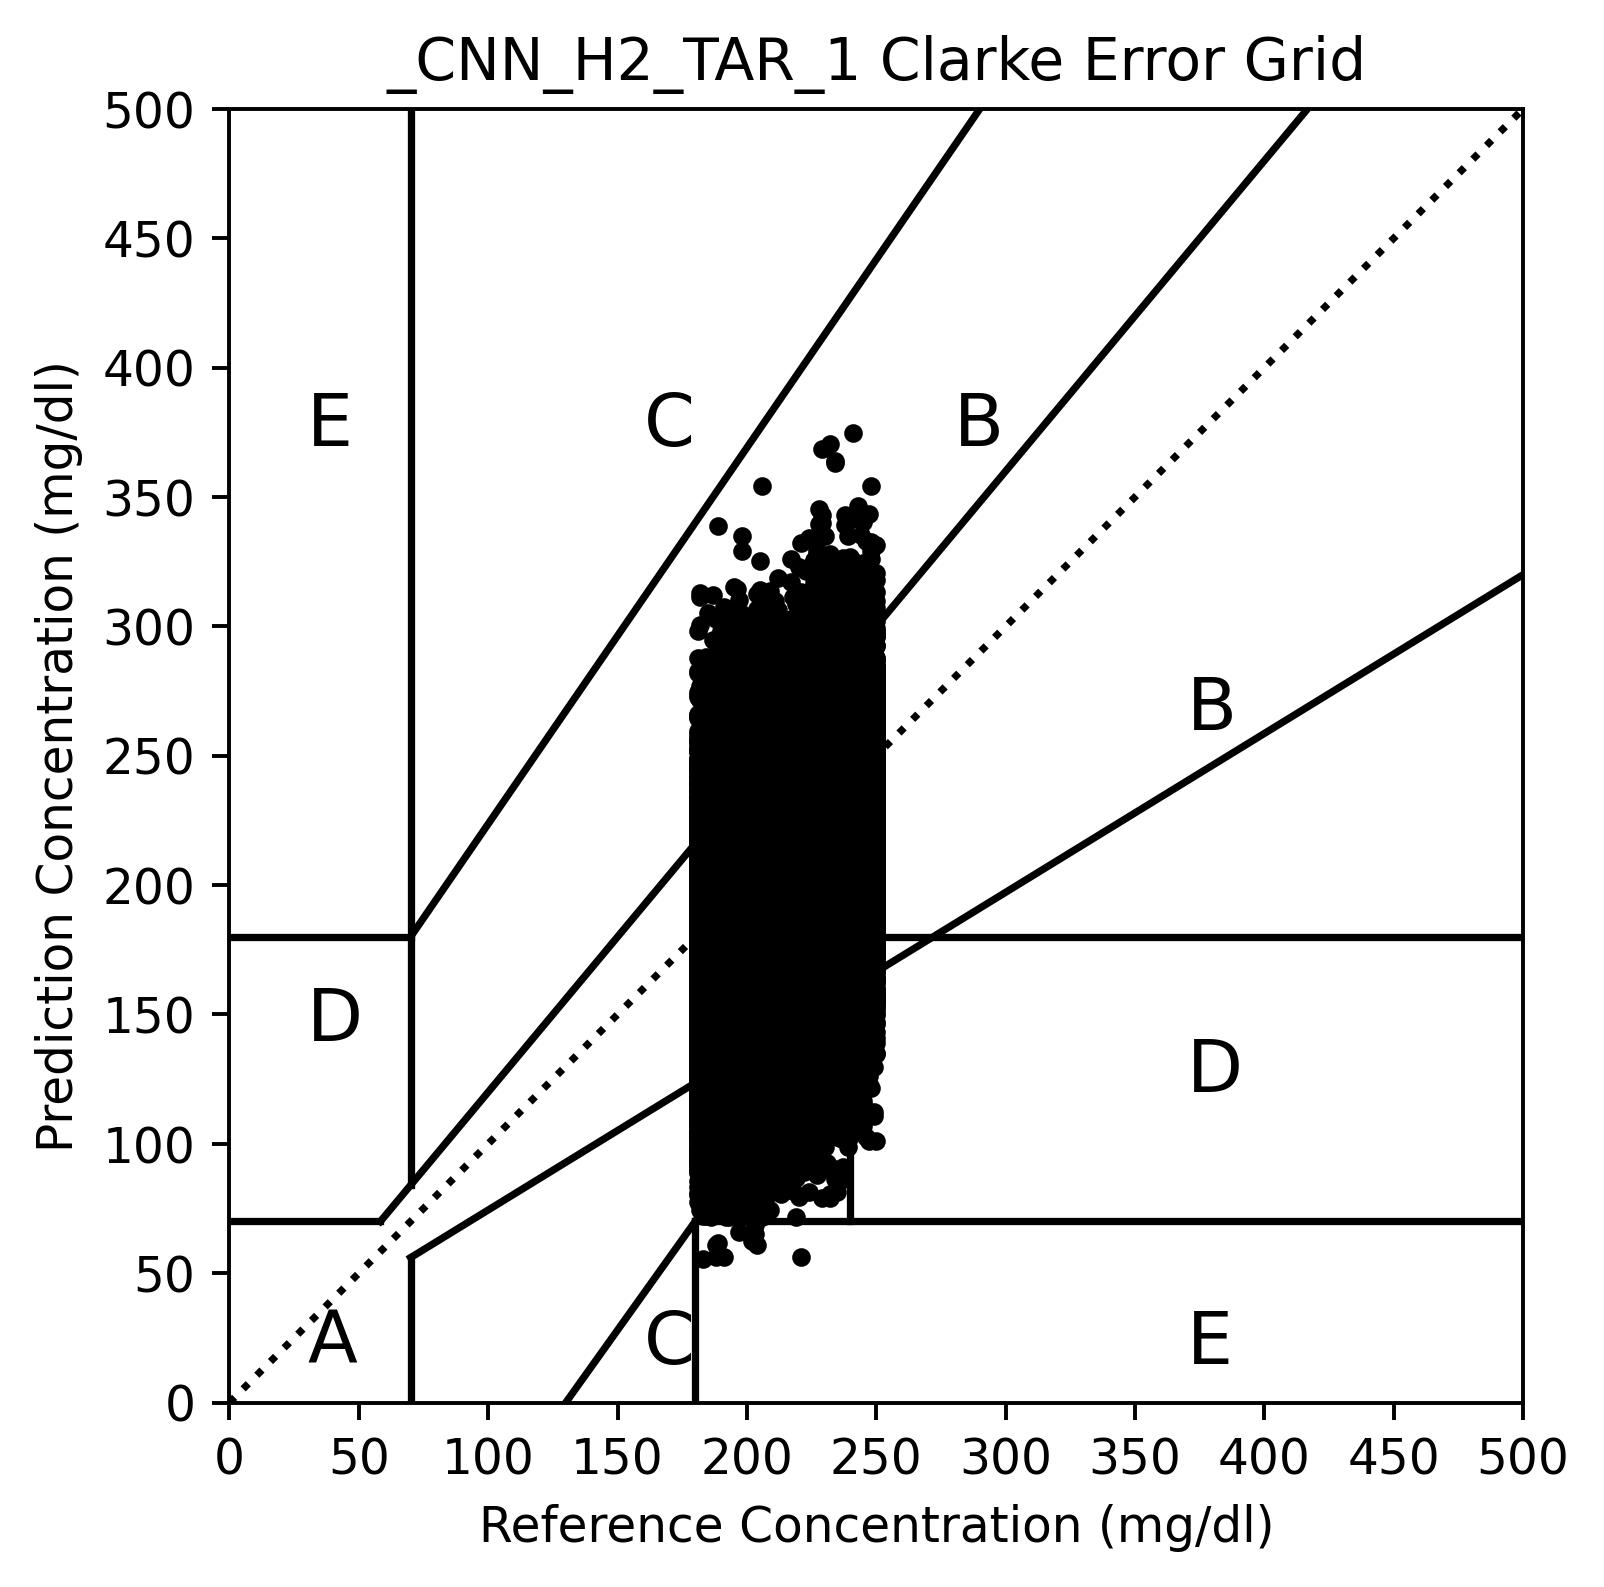 _CNN_H2_TAR_1 Clarke Error Grid
500
450
400
350
300
250
200
150
100
50
0
Prediction Concentration (mg/dl)
E
C
B
B
D
D
A
C
E
0 50 100 150 200 250 300 350 400 450 500
Reference Concentration (mg/dl)